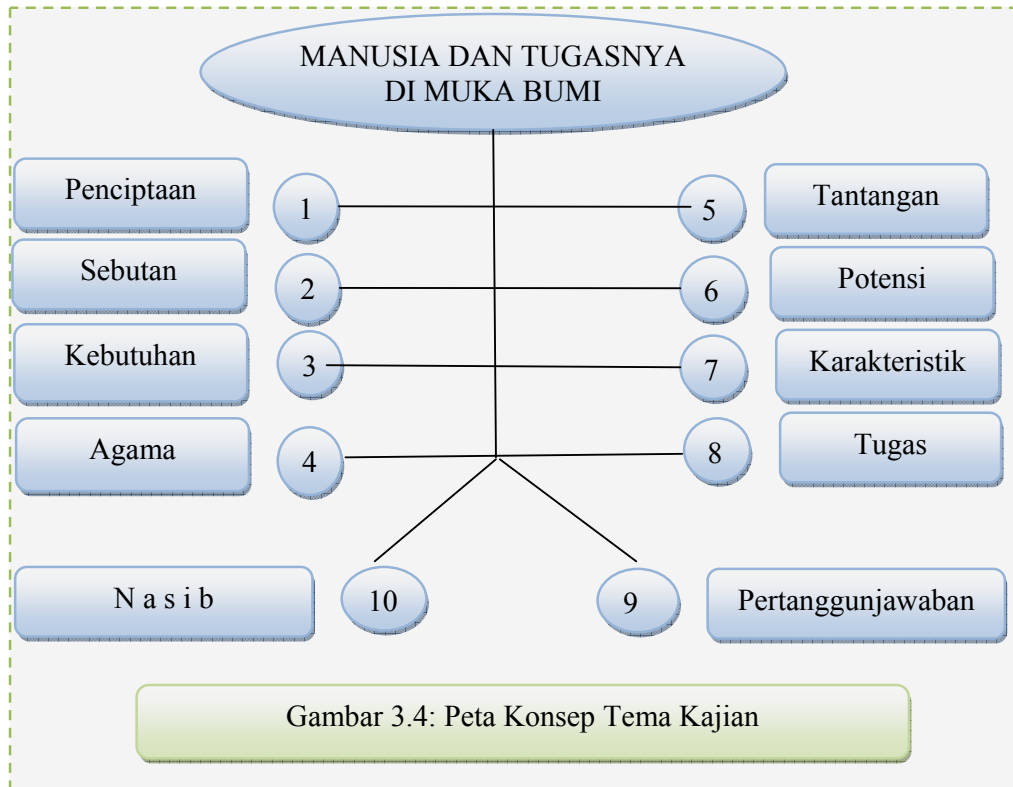 MANUSIA DAN TUGASNYA
DI MUKA BUMI
Penciptaan
1
5
Tantangan
Sebutan
2
6
Potensi
Kebutuhan
3
7
Karakteristik
Agama
4
8
Tugas
N a s i b
10
9
Pertanggunjawaban
Gambar 3.4: Peta Konsep Tema Kajian